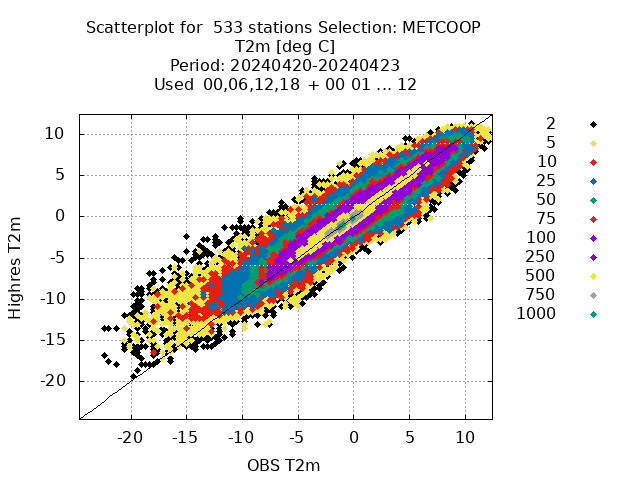 Scatterplot for  533 stations Selection: METCOOP
T2m [deg C]
Period: 20240420-20240423
Used  00,06,12,18 + 00 01 ... 12
2
5
10
25
50
75
100
250
500
750
1000
Highres T2m
10
5
0
-5
-10
-15
-20
-20 -15 -10 -5 0 5 10
OBS T2m